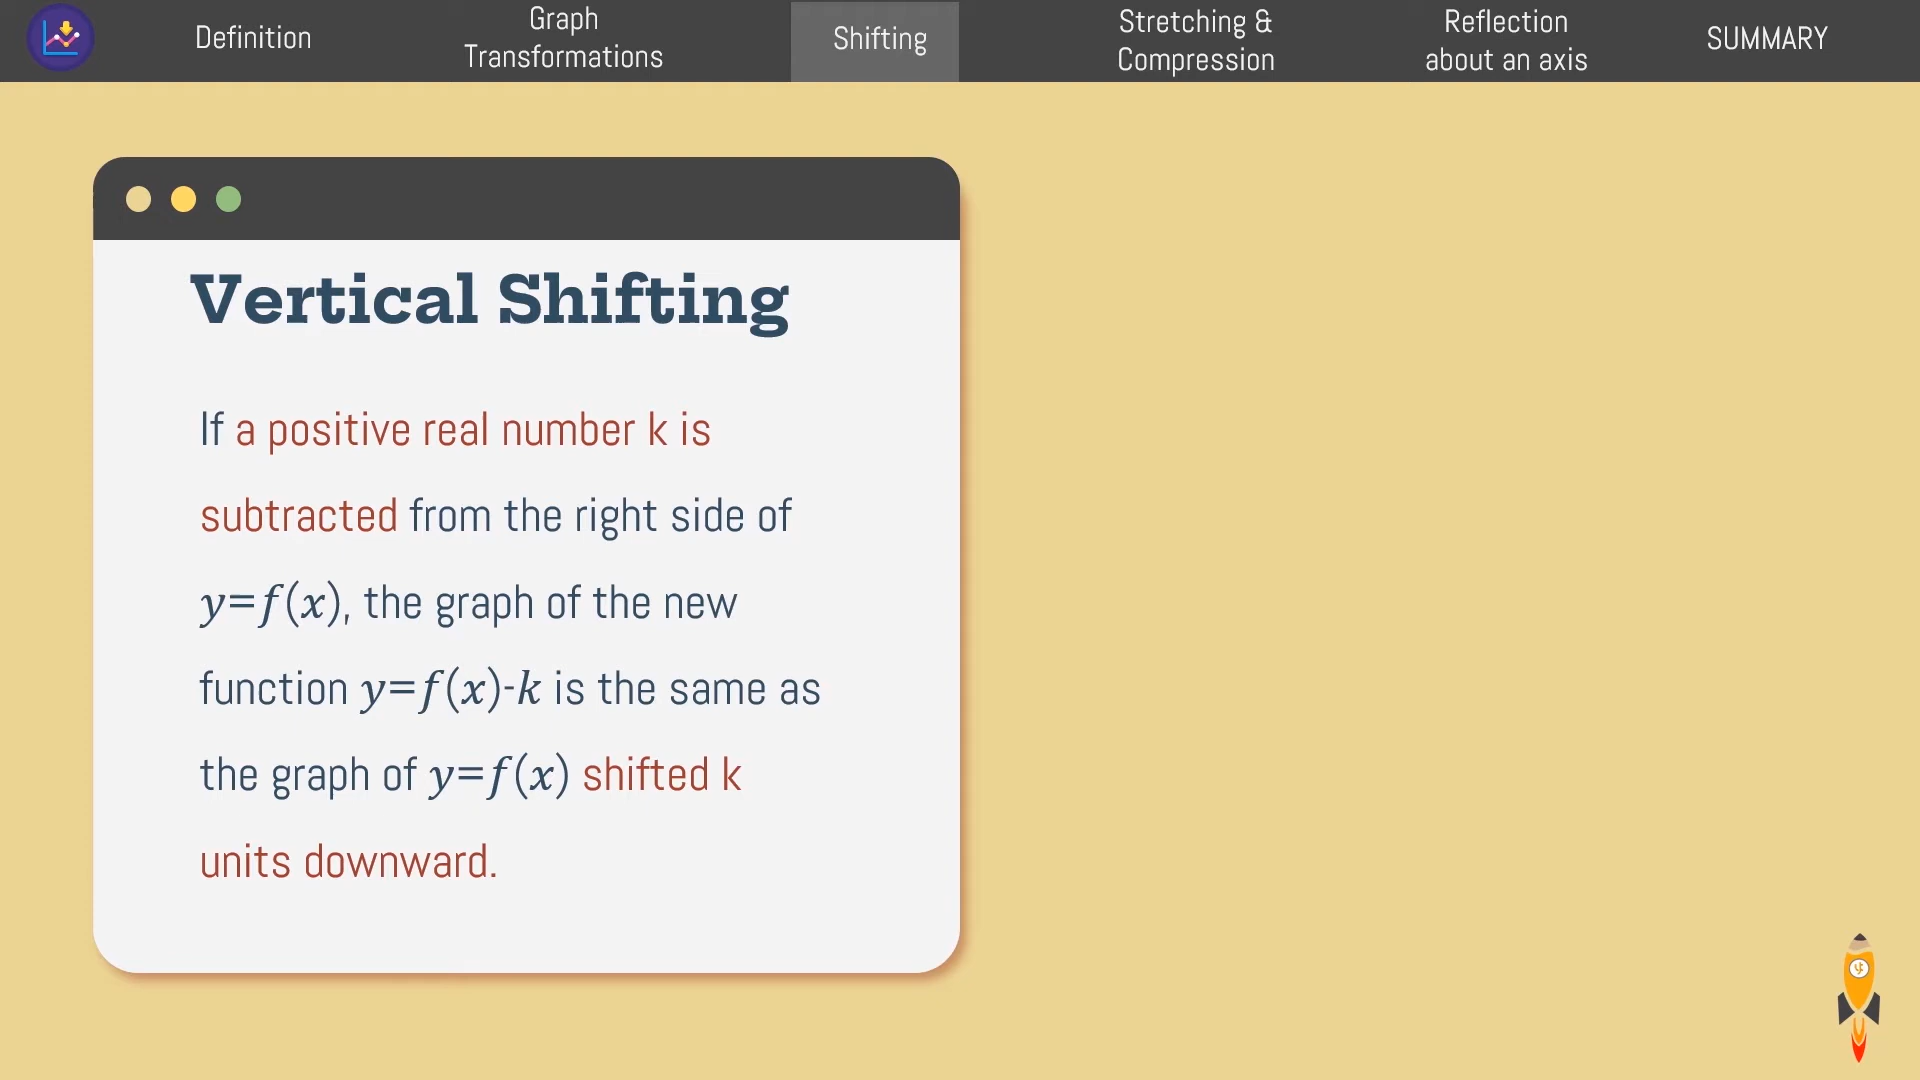 Definition
Graph
Transformations
Shifting
Stretching &
Compression
Reflection
about an axis
SUMMARY
Vertical Shifting
If a positive real number k is
subtracted from the right side of
y=f(x), the graph of the new
function y=f(x)-k is the same as
the graph of y=f(x) shifted k
units downward.